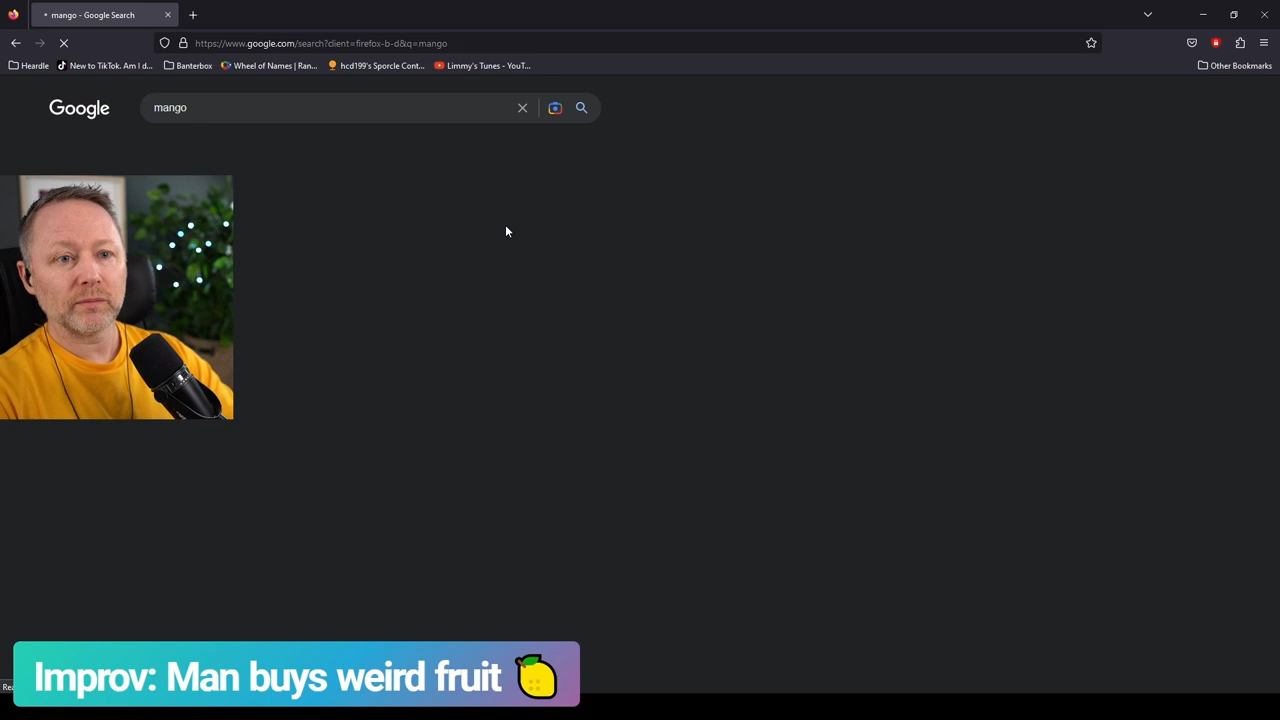 mango - Google Search
https://www.google.com/search?client=firefox-b-d&q=mango
Heardle
New to TikTok. Am I d...
Banterbox
Wheel of Names | Ran...
hcd199's Sporcle Cont...
Limmy's Tunes - YouT...
Other Bookmarks
Google
mango
Improv: Man buys weird fruit
Rea